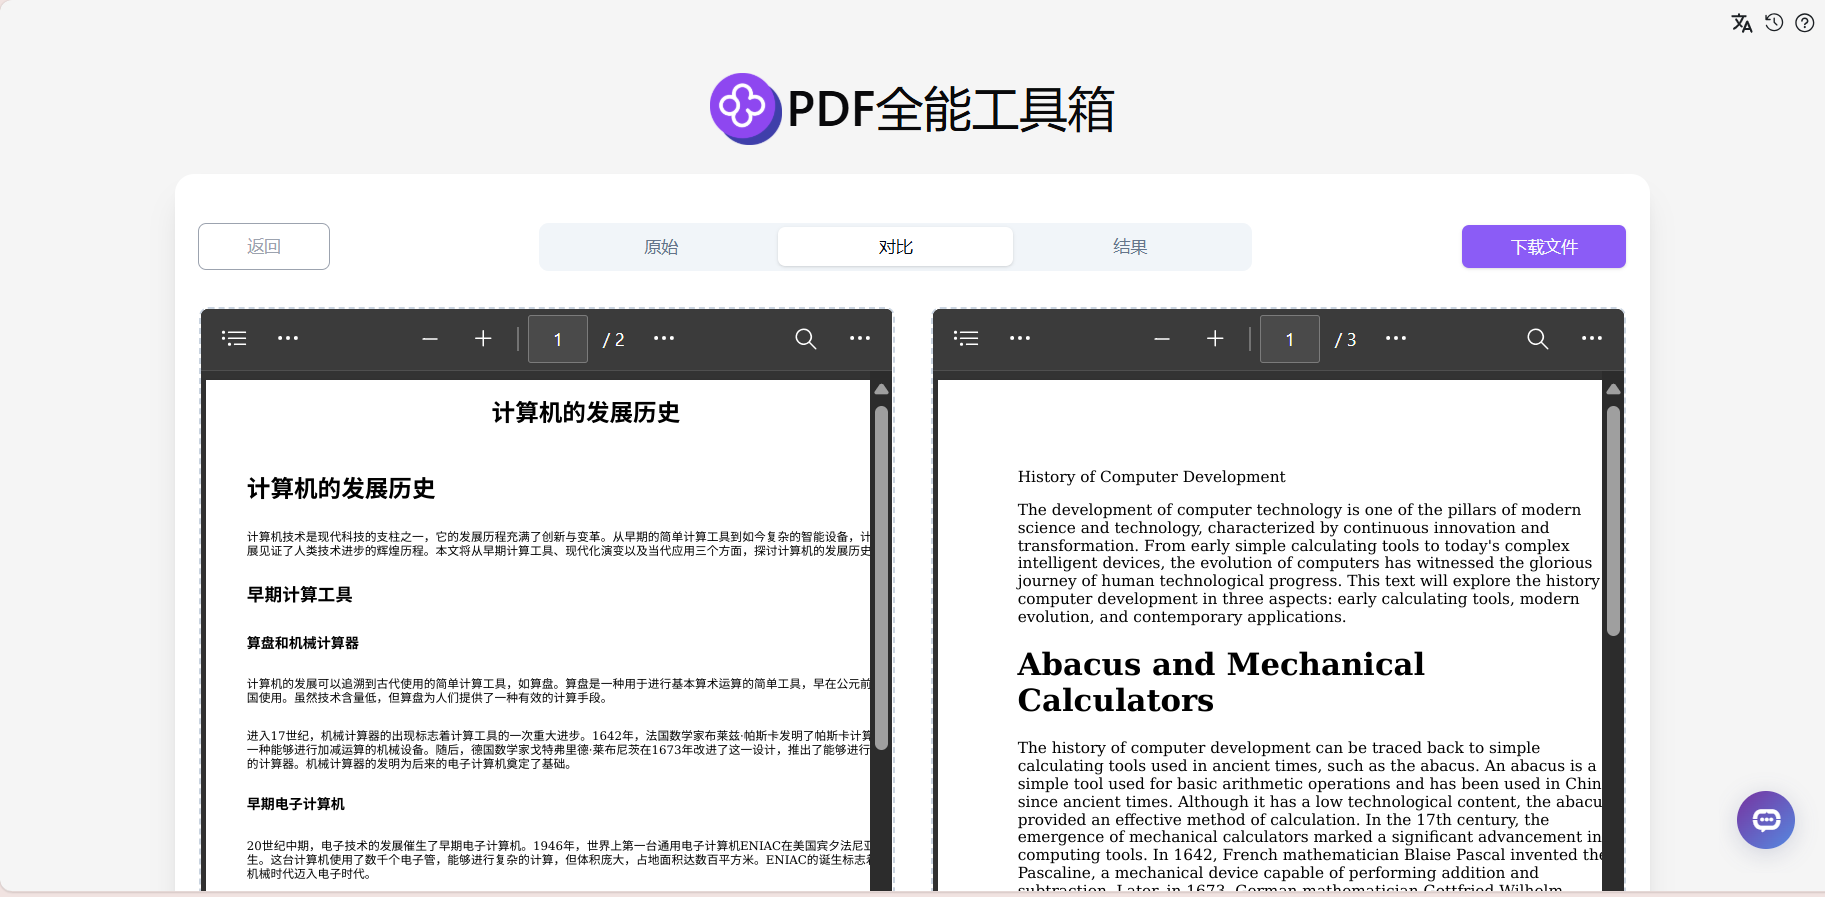 PDF全能工具箱
返回
原始
对比
结果
下载文件
1 / 2
计算机的发展历史
计算机的发展历史
计算机技术是现代科技的支柱之一，它的发展历程充满了创新与变革。从早期的简单计算工具到如今复杂的智能设备，计
展见证了人类技术进步的辉煌历程。本文将从早期计算工具、现代化演变以及当代应用三个方面，探讨计算机的发展历史
早期计算工具
算盘和机械计算器
计算机的发展可以追溯到古代使用的简单计算工具，如算盘。算盘是一种用于进行基本算术运算的简单工具，早在公元前
国使用。虽然技术含量低，但算盘为人们提供了一种有效的计算手段。
进入17世纪，机械计算器的出现标志着计算工具的一次重大进步。1642年，法国数学家布莱兹·帕斯卡发明了帕斯卡计算
一种能够进行加减运算的机械设备。随后，德国数学家戈特弗里德·莱布尼茨在1673年改进了这一设计，推出了能够进行
的计算器。机械计算器的发明为后来的电子计算机奠定了基础。
早期电子计算机
20世纪中期，电子技术的发展催生了早期电子计算机。1946年，世界上第一台通用电子计算机ENIAC在美国宾夕法尼亚
生。这台计算机使用了数千个电子管，能够进行复杂的计算，但体积庞大，占地面积达数百平方米。ENIAC的诞生标志着
机械时代迈入电子时代。
1 / 3
History of Computer Development
The development of computer technology is one of the pillars of modern
science and technology, characterized by continuous innovation and
transformation. From early simple calculating tools to today's complex
intelligent devices, the evolution of computers has witnessed the glorious
journey of human technological progress. This text will explore the history
computer development in three aspects: early calculating tools, modern
evolution, and contemporary applications.
Abacus and Mechanical
Calculators
The history of computer development can be traced back to simple
calculating tools used in ancient times, such as the abacus. An abacus is a
simple tool used for basic arithmetic operations and has been used in Chin
since ancient times. Although it has a low technological content, the abacu
provided an effective method of calculation. In the 17th century, the
emergence of mechanical calculators marked a significant advancement in
computing tools. In 1642, French mathematician Blaise Pascal invented the
Pascaline, a mechanical device capable of performing addition and
subtraction. Later, in 1673, German mathematician Gottfried Wilhelm